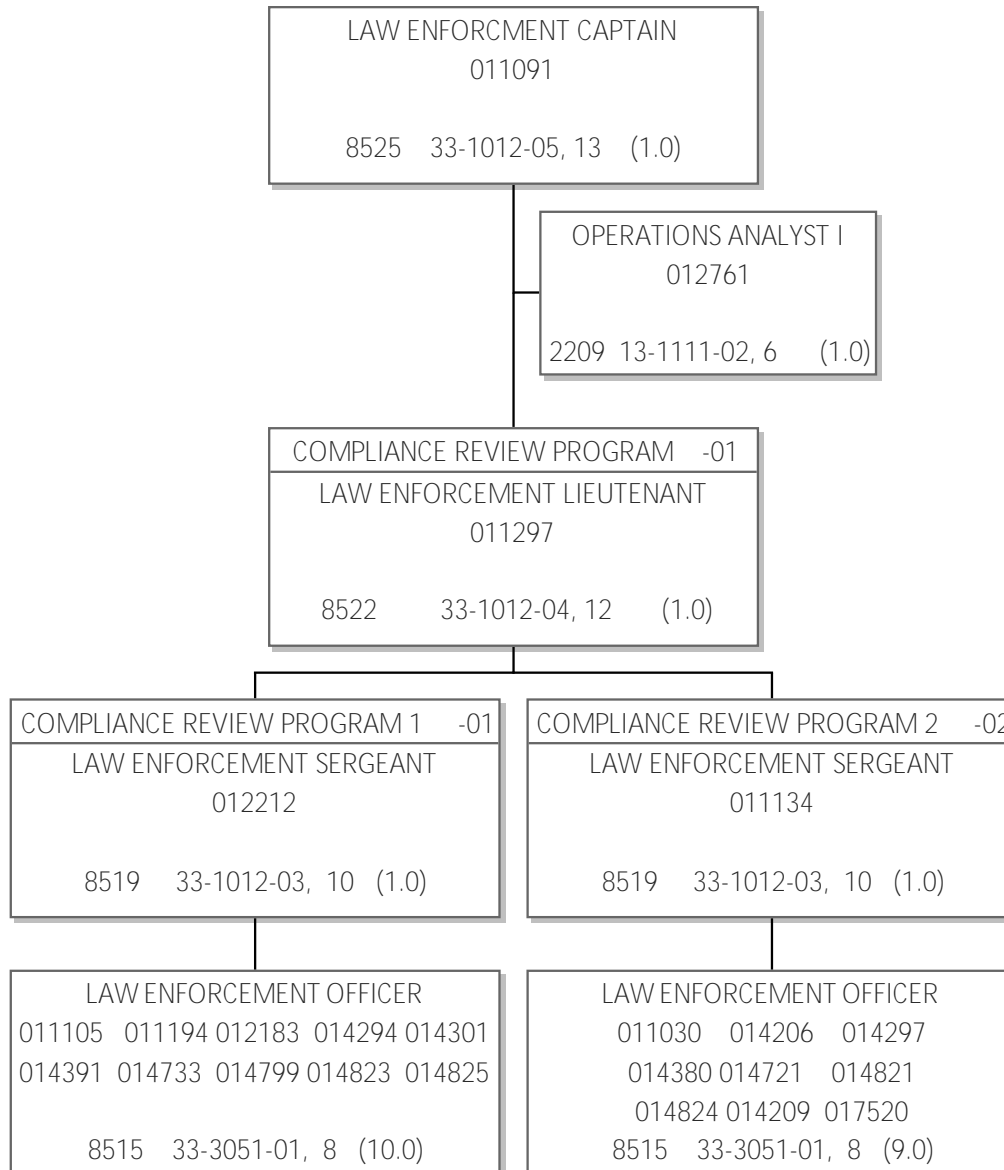 LAW ENFORCMENT CAPTAIN
011091
8525 33-1012-05, 13 (1.0)
OPERATIONS ANALYST I
012761
2209 13-1111-02, 6 (1.0)
COMPLIANCE REVIEW PROGRAM -01
LAW ENFORCEMENT LIEUTENANT
011297
8522 33-1012-04, 12 (1.0)
COMPLIANCE REVIEW PROGRAM 1 -01
LAW ENFORCEMENT SERGEANT
012212
8519 33-1012-03, 10 (1.0)
COMPLIANCE REVIEW PROGRAM 2 -02
LAW ENFORCEMENT SERGEANT
011134
8519 33-1012-03, 10 (1.0)
LAW ENFORCEMENT OFFICER
011105 011194 012183 014294 014301
014391 014733 014799 014823 014825
8515 33-3051-01, 8 (10.0)
LAW ENFORCEMENT OFFICER
011030 014206 014297
014380 014721 014821
014824 014209 017520
8515 33-3051-01, 8 (9.0)